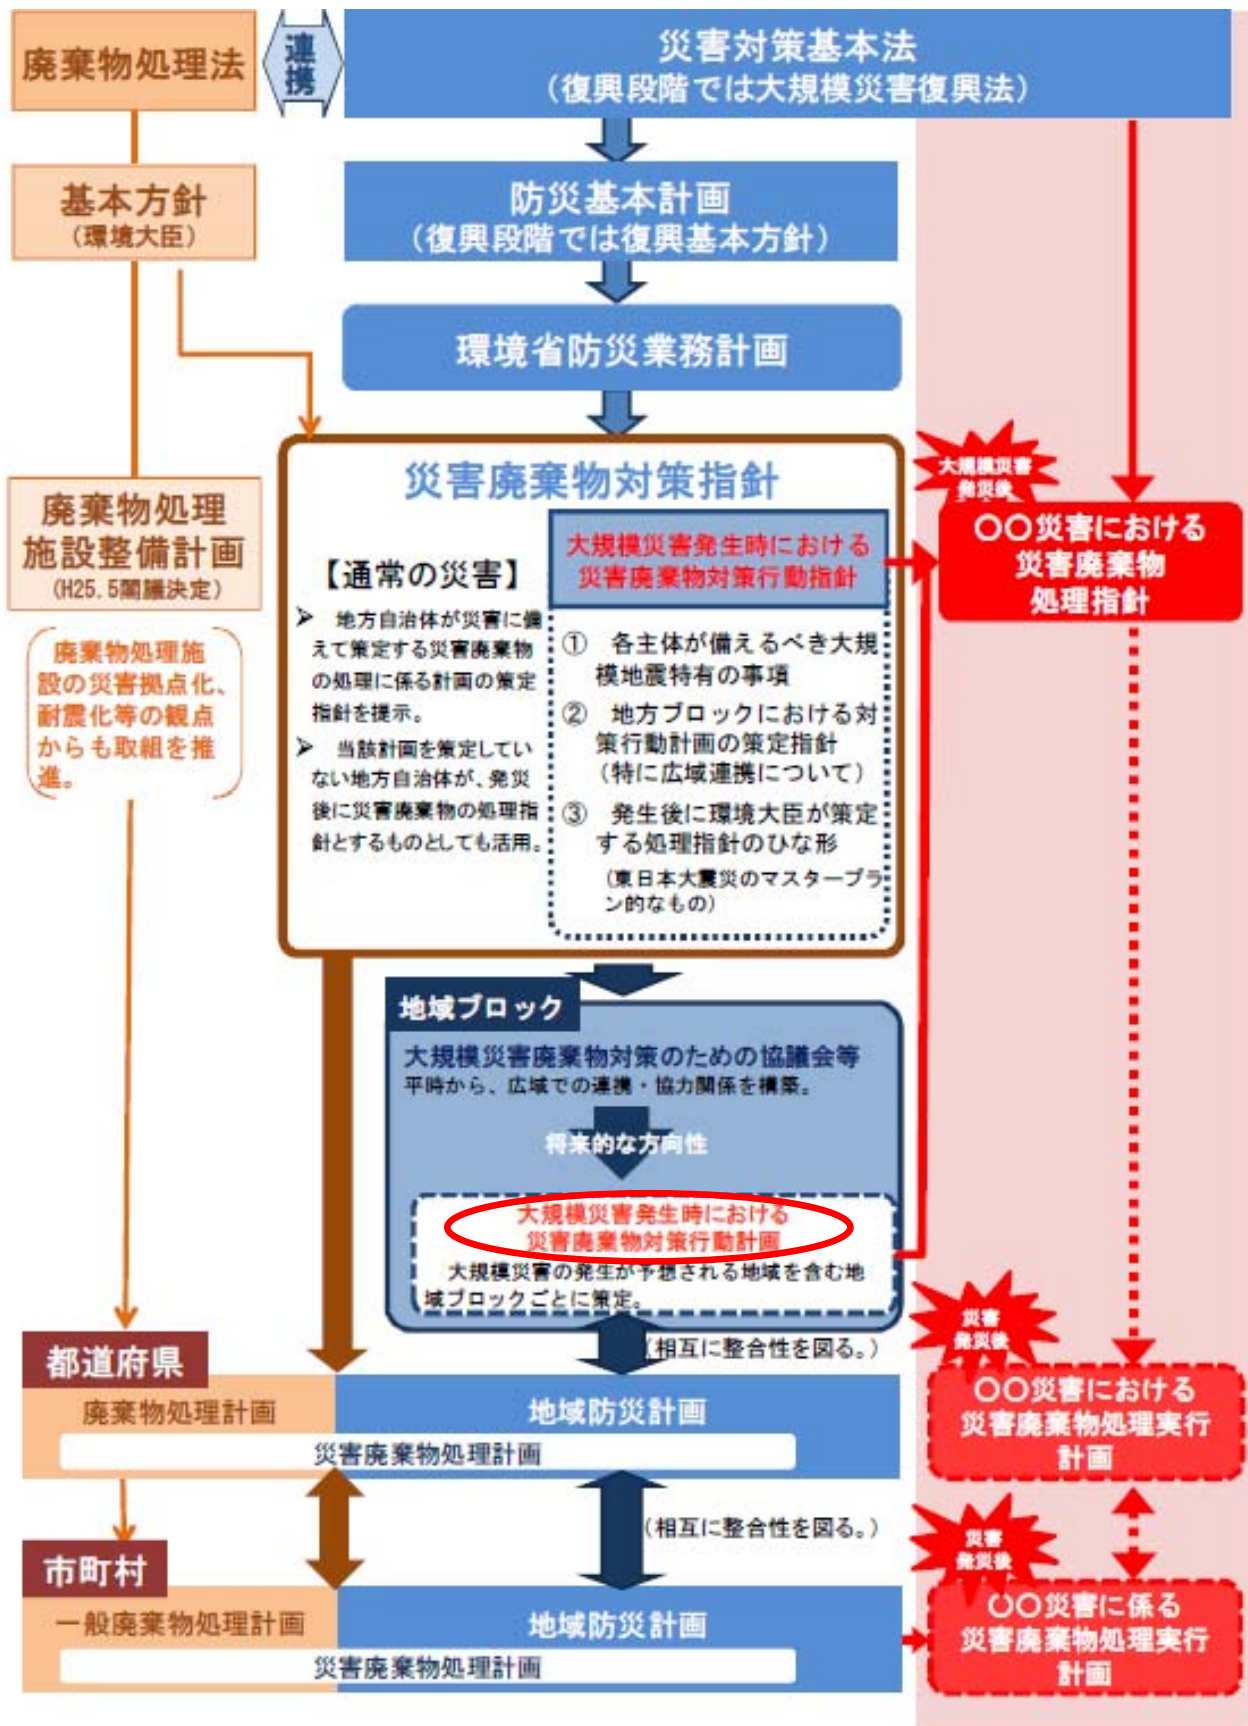 廃棄物処理法
連携
災害対策基本法
（復興段階では大規模災害復興法）
基本方針
（環境大臣）
防災基本計画
（復興段階では復興基本方針）
環境省防災業務計画
廃棄物処理
施設整備計画
（H25.5閣議決定）
廃棄物処理施
設の災害拠点化、
耐震化等の観点
からも取組を推
進。
災害廃棄物対策指針
【通常の災害】
➢ 地方自治体が災害に備
えて策定する災害廃棄物
の処理に係る計画の策定
指針を提示。
➢ 当該計画を策定してい
ない地方自治体が、発災
後に災害廃棄物の処理指
針とするものとしても活用。
大規模災害発生時における
災害廃棄物対策行動指針
① 各主体が備えるべき大規
模地震特有の事項
② 地方ブロックにおける対
策行動計画の策定指針
（特に広域連携について）
③ 発生後に環境大臣が策定
する処理指針のひな形
（東日本大震災のマスタープラ
ン的なもの）
大規模災害
発災後
〇〇災害における
災害廃棄物
処理指針
地域ブロック
大規模災害廃棄物対策のための協議会等
平時から、広域での連携・協力関係を構築。
将来的な方向性
大規模災害発生時における
災害廃棄物対策行動計画
大規模災害の発生が予想される地域を含む地
域ブロックごとに策定。
（相互に整合性を図る。）
災害
発災後
都道府県
廃棄物処理計画
地域防災計画
災害廃棄物処理計画
〇〇災害における
災害廃棄物処理実行
計画
（相互に整合性を図る。）
災害
発災後
市町村
一般廃棄物処理計画
地域防災計画
災害廃棄物処理計画
〇〇災害に係る
災害廃棄物処理実行
計画